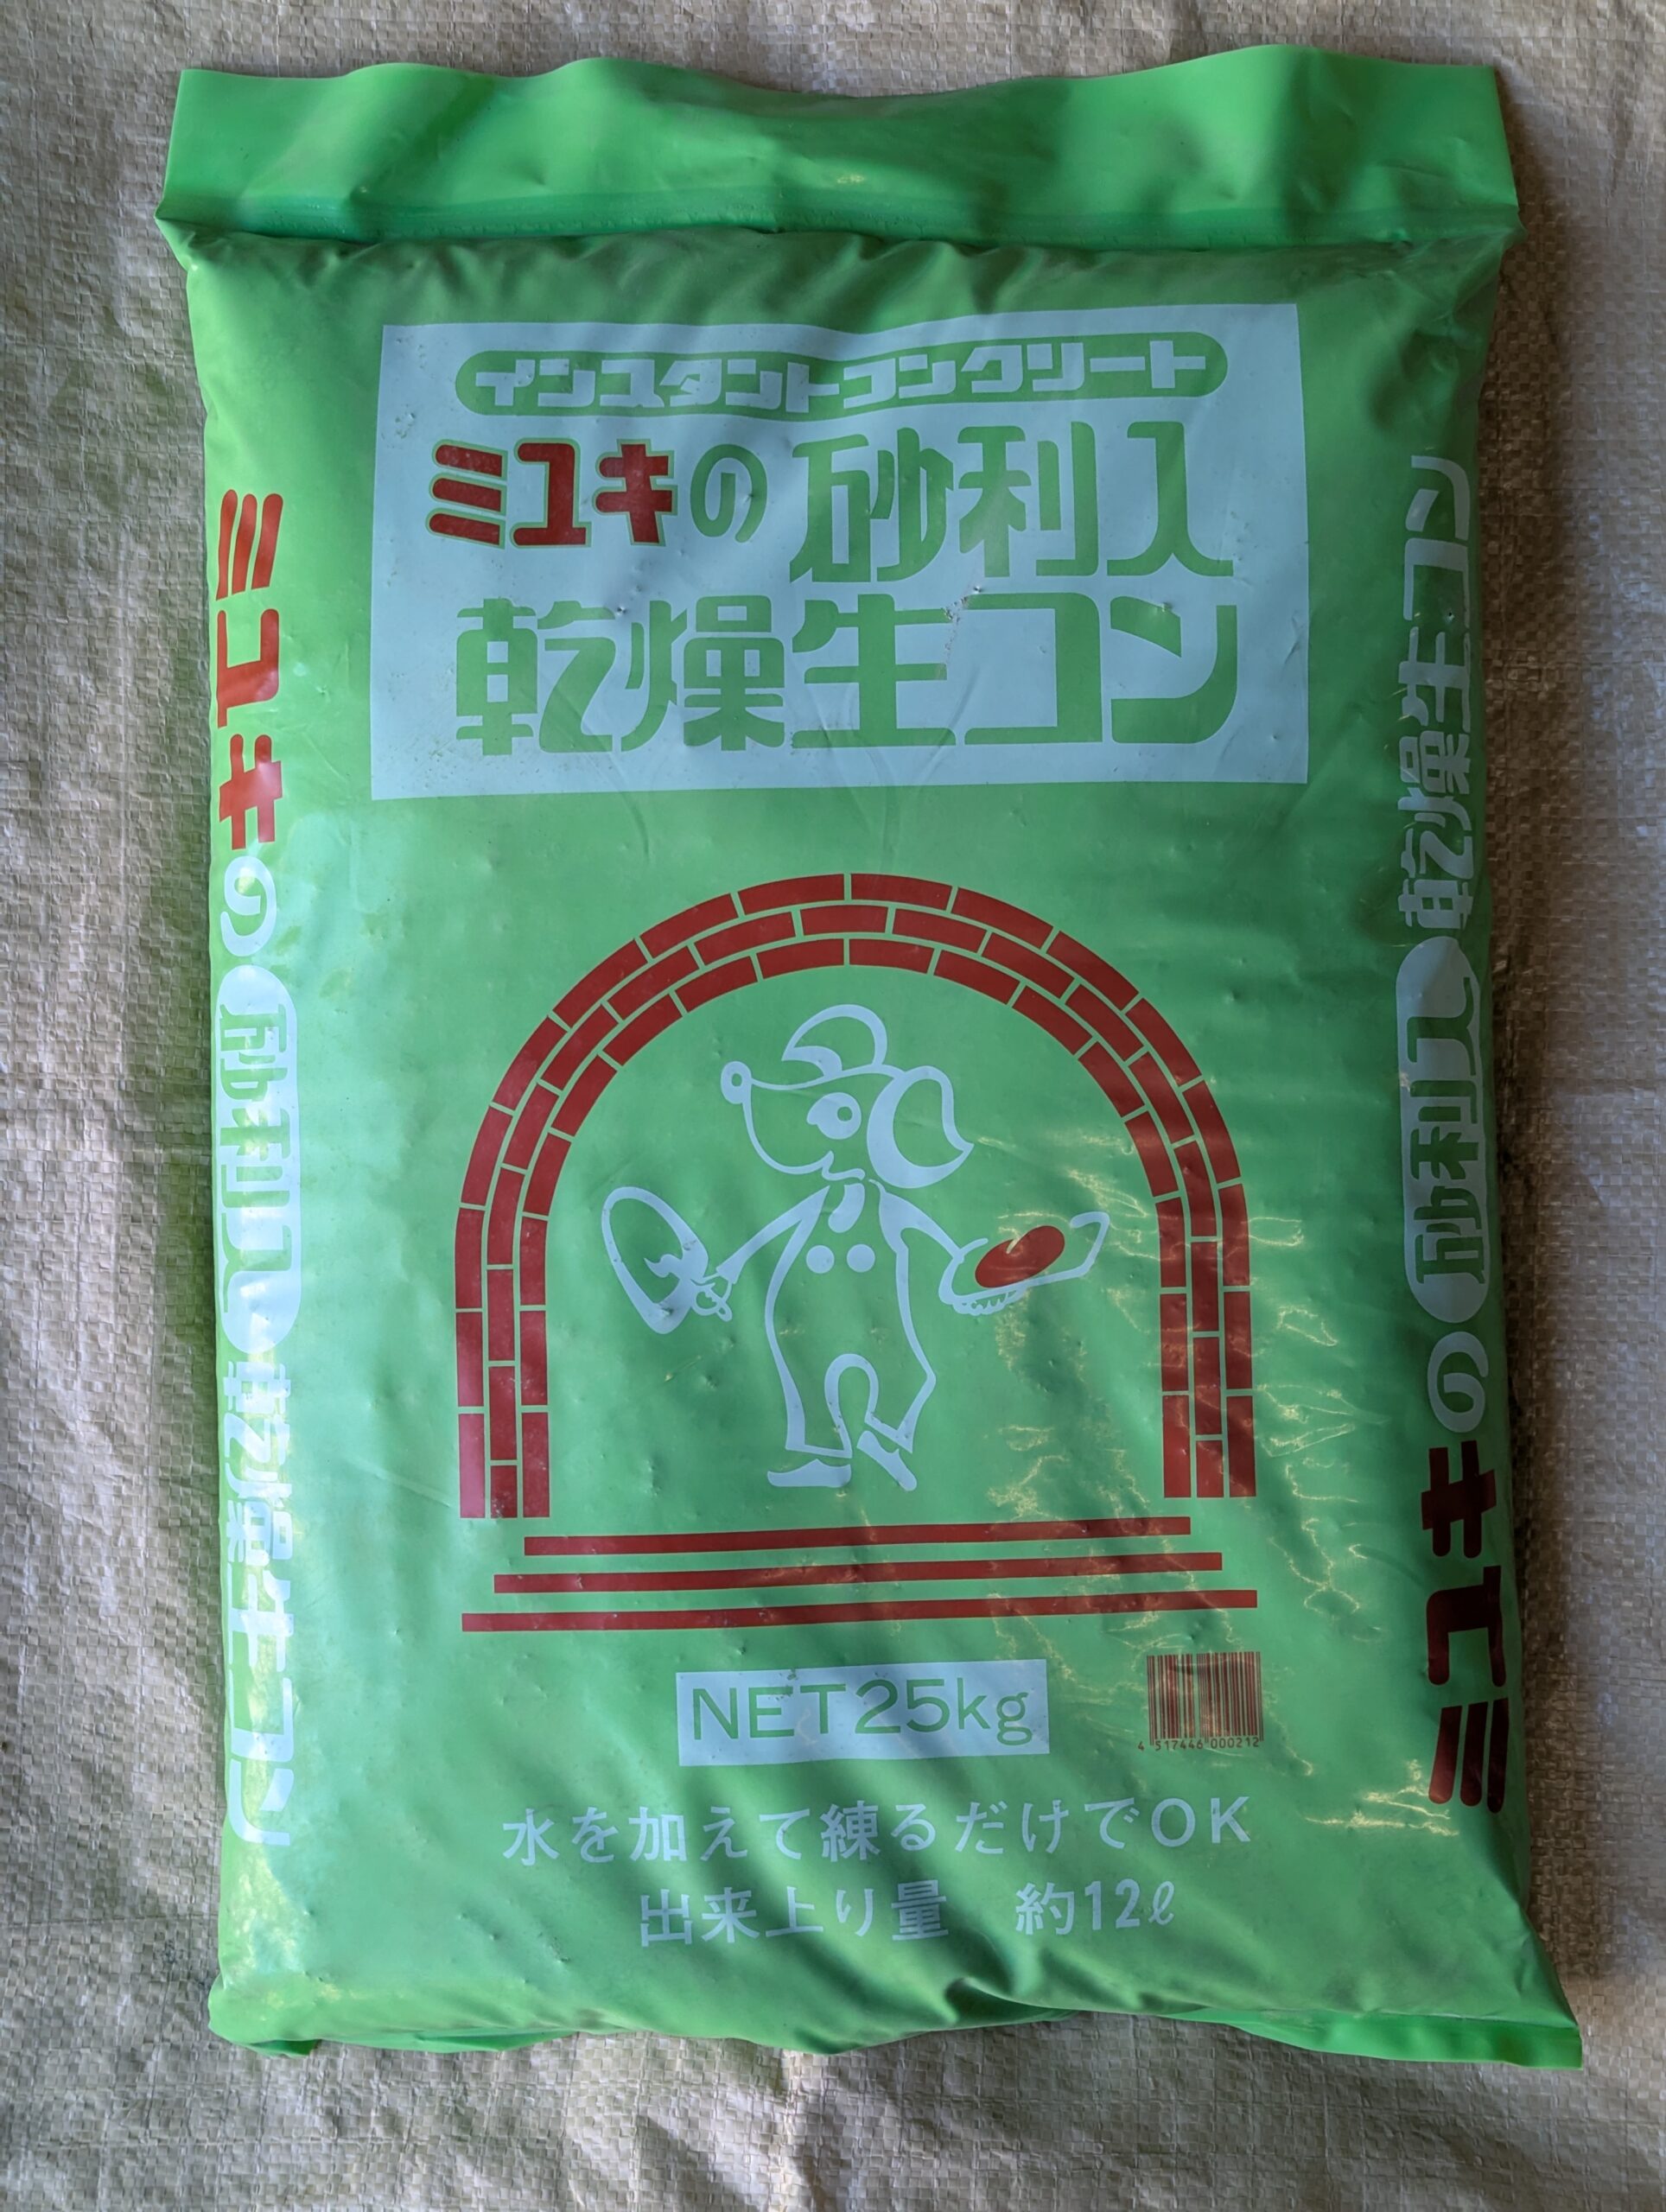 インスタントコンクリート
ミユキの砂利入
乾燥生コン
ミユキの砂利入乾燥生コン
ミユキの砂利入乾燥生コン
NET25kg
4 517446 000212
水を加えて練るだけでOK
出来上り量 約12ℓ